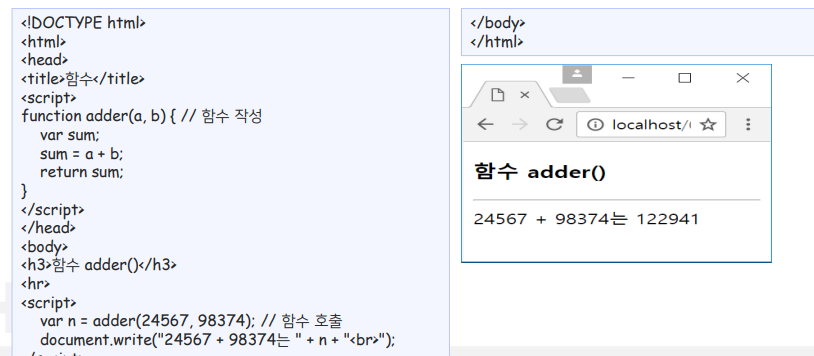 <!DOCTYPE html>
<html>
<head>
<title>함수</title>
<script>
function adder(a, b) { // 함수 작성
var sum;
sum = a + b;
return sum;
}
</script>
</head>
<body>
<h3>함수 adder()</h3>
<hr>
<script>
var n = adder(24567, 98374); // 함수 호출
document.write("24567 + 98374는 " + n + "<br>");
</body>
</html>
localhost/
함수 adder()
24567 + 98374는 122941